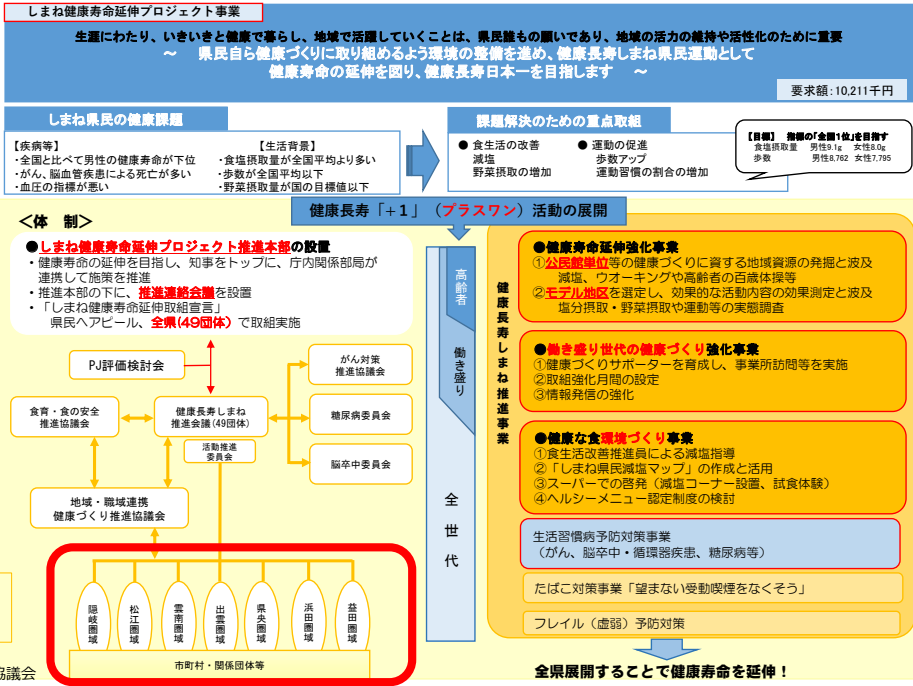 しまね健康寿命延伸プロジェクト事業
生涯にわたり、いきいきと健康で暮らし、地域で活躍していくことは、県民誰もの願いであり、地域の活力の維持や活性化のために重要
～ 県民自ら健康づくりに取り組めるよう環境の整備を進め、健康長寿しまね県民運動として
健康寿命の延伸を図り、健康長寿日本一を目指します ～
要求額：10,211千円
しまね県民の健康課題
【疾病等】
・全国と比べて男性の健康寿命が下位
・がん、脳血管疾患による死亡が多い
・血圧の指標が悪い
【生活背景】
・食塩摂取量が全国平均より多い
・歩数が全国平均以下
・野菜摂取量が国の目標値以下
課題解決のための重点取組
● 食生活の改善
減塩
野菜摂取の増加
● 運動の促進
歩数アップ
運動習慣の割合の増加
【目標】 指標の「全国1位」を目指す
食塩摂取量 男性9.1g 女性8.0g
歩数 男性8,762 女性7,795
健康長寿「+１」（プラスワン）活動の展開
＜体 制＞
●しまね健康寿命延伸プロジェクト推進本部の設置
・健康寿命の延伸を目指し、知事をトップに、庁内関係部局が
連携して施策を推進
・推進本部の下に、推進連絡会議を設置
・「しまね健康寿命延伸取組宣言」
県民へアピール、全県(49団体）で取組実施
PJ評価検討会
がん対策
推進協議会
食育・食の安全
推進協議会
健康長寿しまね
推進会議(49団体)
糖尿病委員会
活動推進
委員会
脳卒中委員会
地域・職域連携
健康づくり推進協議会
隠岐圏域
松江圏域
雲南圏域
出雲圏域
県央圏域
浜田圏域
益田圏域
市町村・関係団体等
協議会
高齢者
働き盛り
全世代
健康長寿しまね推進事業
●健康寿命延伸強化事業
①公民館単位等の健康づくりに資する地域資源の発掘と波及
減塩、ウオーキングや高齢者の百歳体操等
②モデル地区を選定し、効果的な活動内容の効果測定と波及
塩分摂取・野菜摂取や運動等の実態調査
●働き盛り世代の健康づくり強化事業
①健康づくりサポーターを育成し、事業所訪問等を実施
②取組強化月間の設定
③情報発信の強化
●健康な食環境づくり事業
①食生活改善推進員による減塩指導
②「しまね県民減塩マップ」の作成と活用
③スーパーでの啓発（減塩コーナー設置、試食体験）
④ヘルシーメニュー認定制度の検討
生活習慣病予防対策事業
（がん、脳卒中・循環器疾患、糖尿病等）
たばこ対策事業「望まない受動喫煙をなくそう」
フレイル（虚弱）予防対策
全県展開することで健康寿命を延伸！